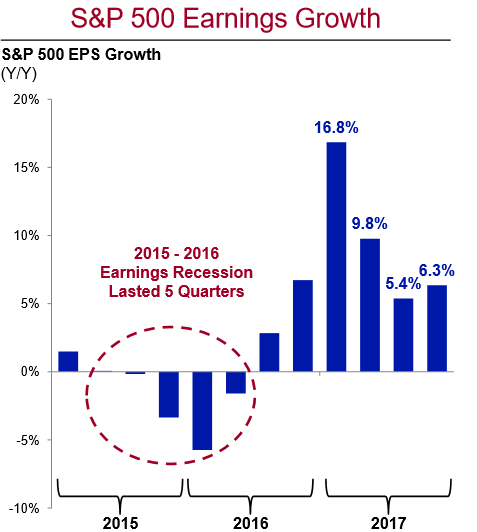 S&P 500 Earnings Growth
S&P 500 EPS Growth
(Y/Y)
20%
15%
10%
5%
0%
-5%
-10%
16.8%
9.8%
5.4%
6.3%
2015 - 2016
Earnings Recession
Lasted 5 Quarters
2015
2016
2017